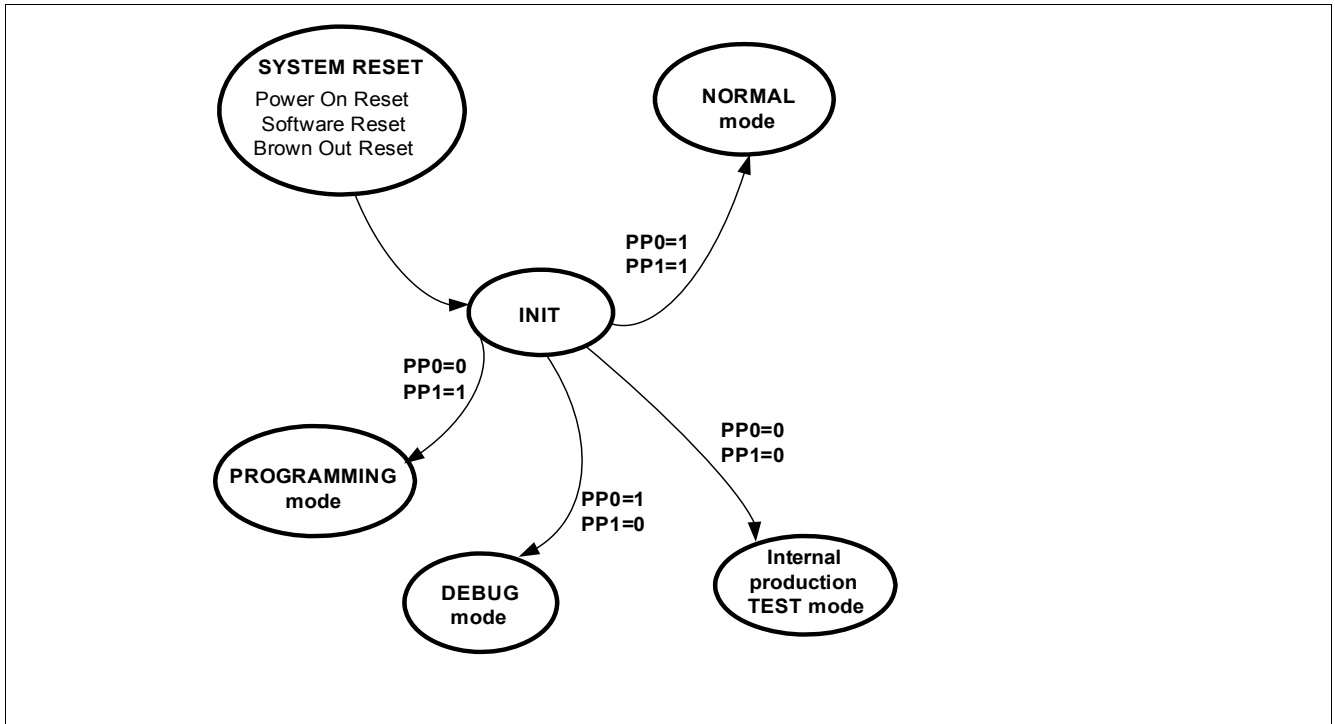 SYSTEM RESET
Power On Reset
Software Reset
Brown Out Reset
NORMAL
mode
PP0=1
PP1=1
INIT
PP0=0
PP1=1
PROGRAMMING
mode
PP0=1
PP1=0
DEBUG
mode
PP0=0
PP1=0
Internal
production
TEST mode